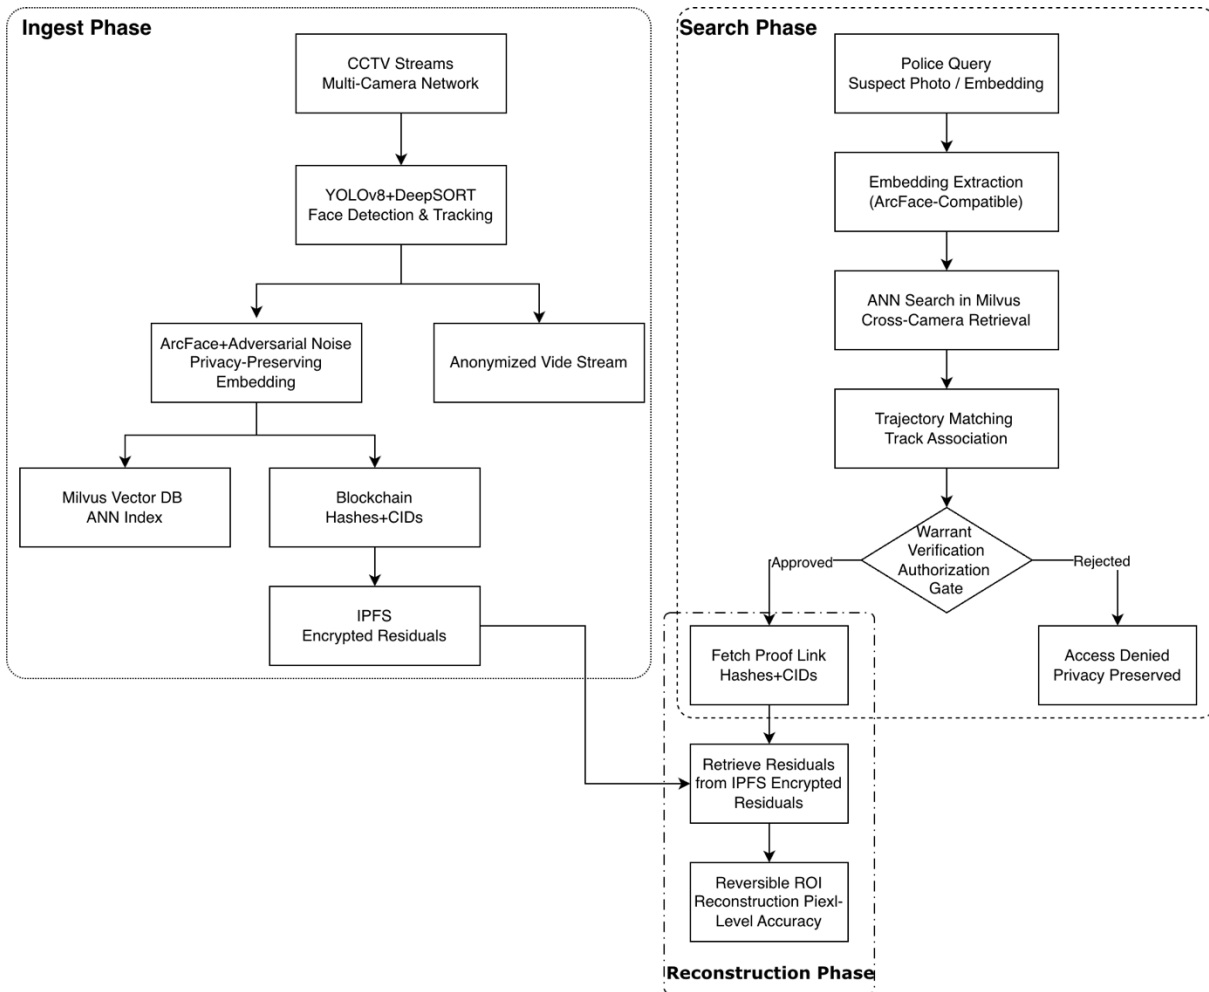 Ingest Phase
CCTV Streams
Multi-Camera Network
YOLOv8+DeepSORT
Face Detection & Tracking
ArcFace+Adversarial Noise
Privacy-Preserving
Embedding
Anonymized Vide Stream
Milvus Vector DB
ANN Index
Blockchain
Hashes+CIDs
IPFS
Encrypted Residuals
Search Phase
Police Query
Suspect Photo / Embedding
Embedding Extraction
(ArcFace-Compatible)
ANN Search in Milvus
Cross-Camera Retrieval
Trajectory Matching
Track Association
Warrant
Verification
Authorization
Gate
Approved
Rejected
Fetch Proof Link
Hashes+CIDs
Access Denied
Privacy Preserved
Retrieve Residuals
from IPFS Encrypted
Residuals
Reversible ROI
Reconstruction Piexl-
Level Accuracy
Reconstruction Phase